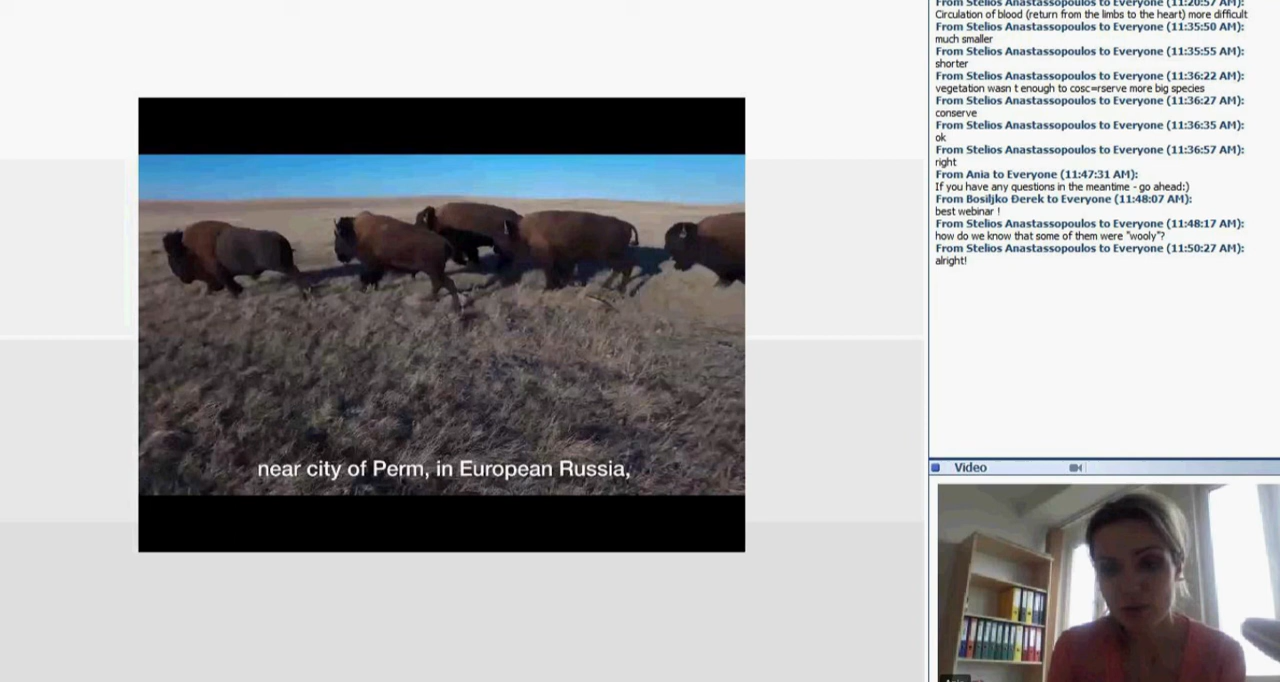 From Stelios Anastassopoulos to Everyone (11:20:57 AM):
Circulation of blood (return from the limbs to the heart) more difficult
From Stelios Anastassopoulos to Everyone (11:35:50 AM):
much smaller
From Stelios Anastassopoulos to Everyone (11:35:55 AM):
shorter
From Stelios Anastassopoulos to Everyone (11:36:22 AM):
vegetation wasn t enough to cosc=rserve more big species
From Stelios Anastassopoulos to Everyone (11:36:27 AM):
conserve
From Stelios Anastassopoulos to Everyone (11:36:35 AM):
ok
From Stelios Anastassopoulos to Everyone (11:36:57 AM):
right
From Ania to Everyone (11:47:31 AM):
If you have any questions in the meantime - go ahead:)
From Bosiljko Đerek to Everyone (11:48:07 AM):
best webinar !
From Stelios Anastassopoulos to Everyone (11:48:17 AM):
how do we know that some of them were "wooly"?
From Stelios Anastassopoulos to Everyone (11:50:27 AM):
alright!
near city of Perm, in European Russia,
Video